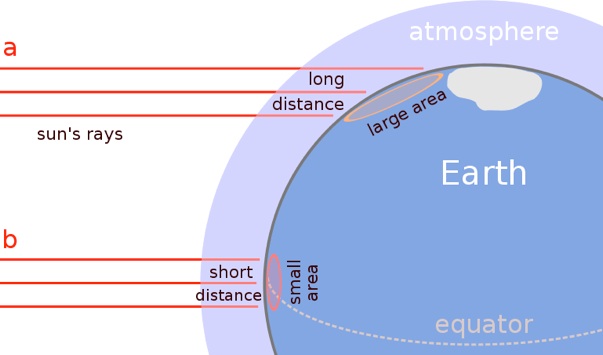 atmosphere
a
long
distance
large area
sun's rays
Earth
b
short
distance
small
area
equator